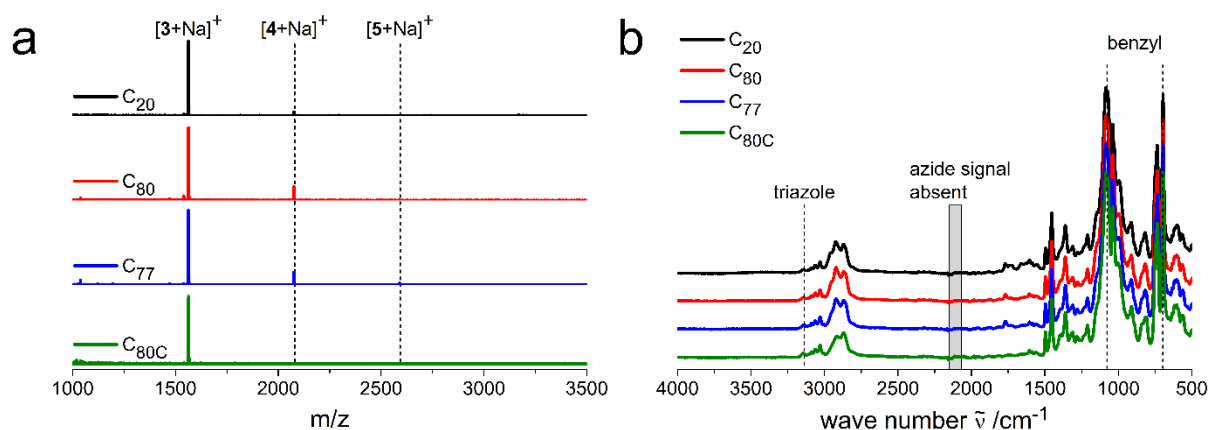 a
[3+Na]+ [4+Na]+ [5+Na]+
C20
C80
C77
C80C
1000 1500 2000 2500 3000 3500
m/z
b
C20
C80
C77
C80C
benzyl
azide signal
absent
triazole
4000 3500 3000 2500 2000 1500 1000 500
wave number ṽ /cm-1